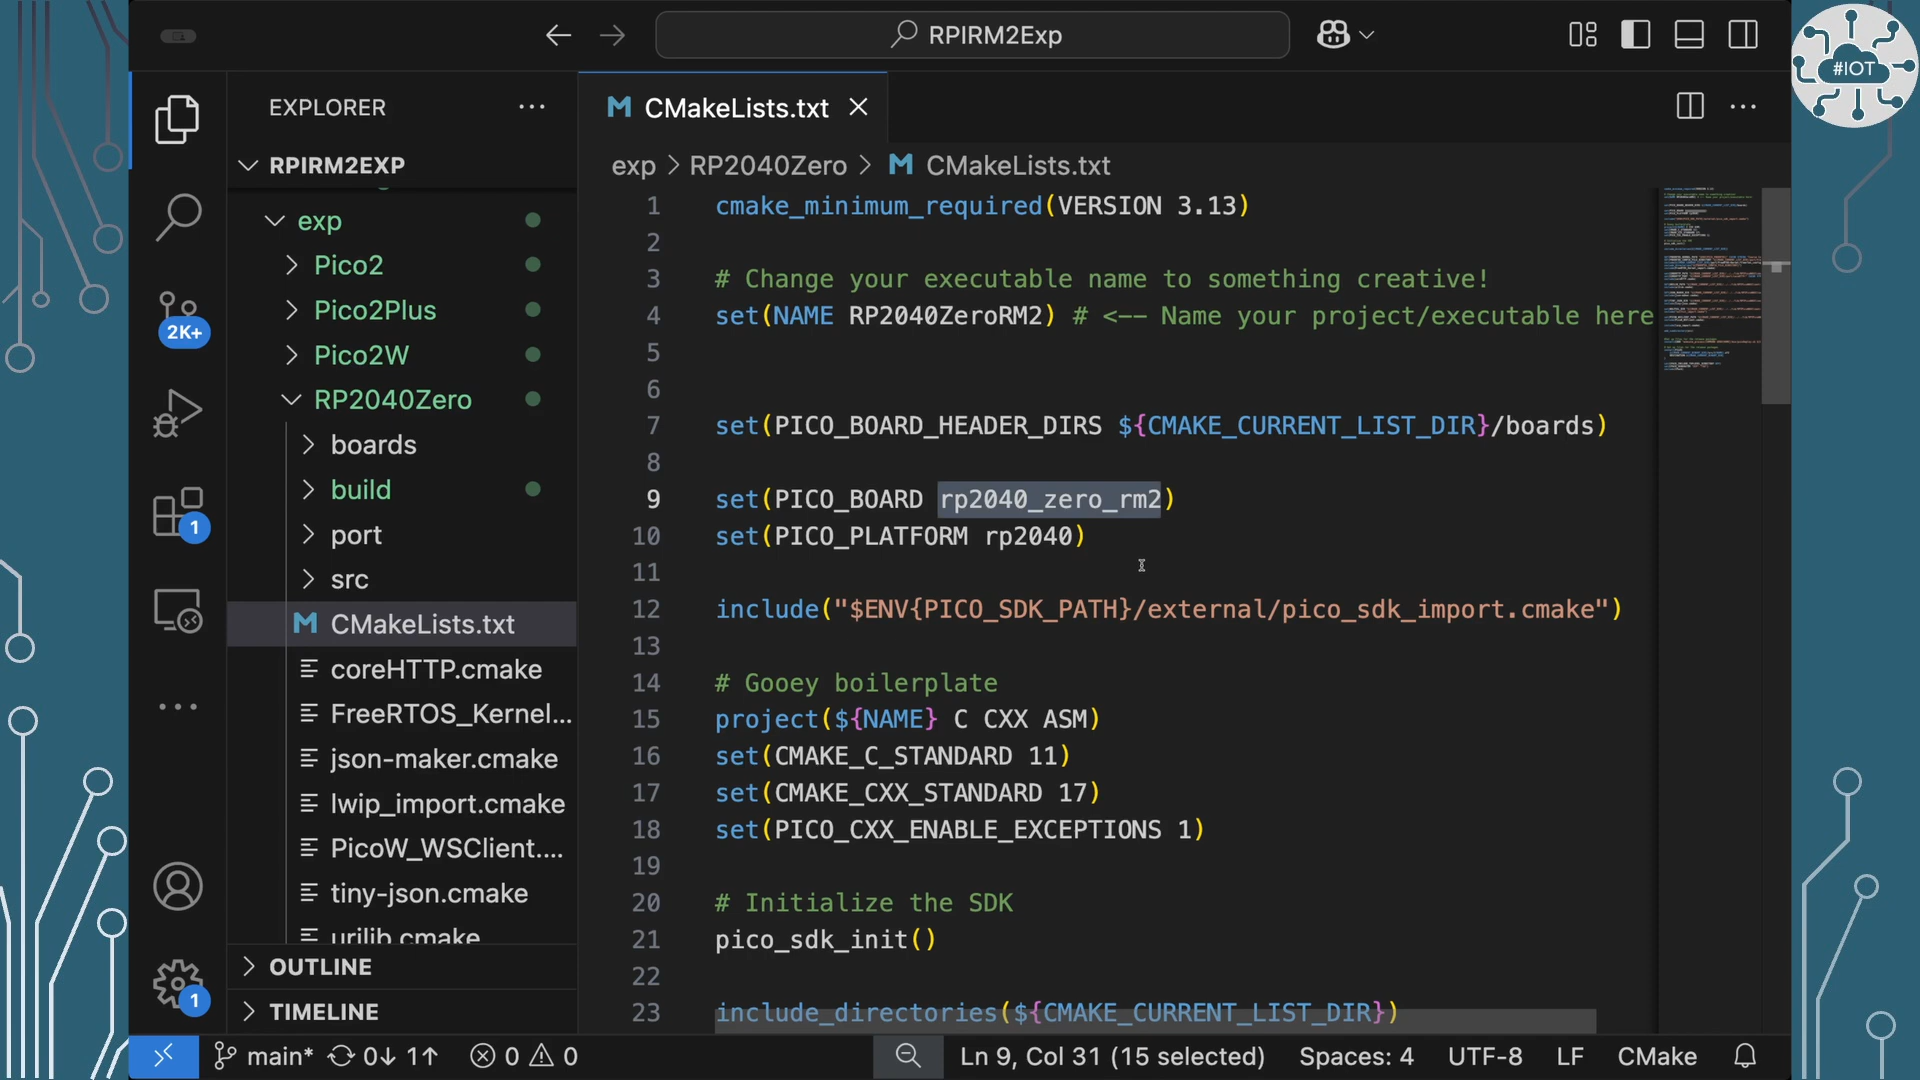 RPIRM2Exp
#IOT
EXPLORER
CMakeLists.txt
RPIRM2EXP
exp > RP2040Zero > CMakeLists.txt
exp
Pico2
Pico2Plus
Pico2W
RP2040Zero
boards
build
port
src
CMakeLists.txt
coreHTTP.cmake
FreeRTOS_Kernel...
json-maker.cmake
lwip_import.cmake
PicoW_WSClient....
tiny-json.cmake
urilib.cmake
OUTLINE
TIMELINE
2K+
1
1
1 cmake_minimum_required(VERSION 3.13)
2
3 # Change your executable name to something creative!
4 set(NAME RP2040ZeroRM2) # <-- Name your project/executable here
5
6
7 set(PICO_BOARD_HEADER_DIRS ${CMAKE_CURRENT_LIST_DIR}/boards)
8
9 set(PICO_BOARD rp2040_zero_rm2)
10 set(PICO_PLATFORM rp2040)
11
12 include("$ENV{PICO_SDK_PATH}/external/pico_sdk_import.cmake")
13
14 # Gooey boilerplate
15 project(${NAME} C CXX ASM)
16 set(CMAKE_C_STANDARD 11)
17 set(CMAKE_CXX_STANDARD 17)
18 set(PICO_CXX_ENABLE_EXCEPTIONS 1)
19
20 # Initialize the SDK
21 pico_sdk_init()
22
23 include_directories(${CMAKE_CURRENT_LIST_DIR})
main* 0↓ 1↑ 0 0 Ln 9, Col 31 (15 selected) Spaces: 4 UTF-8 LF CMake